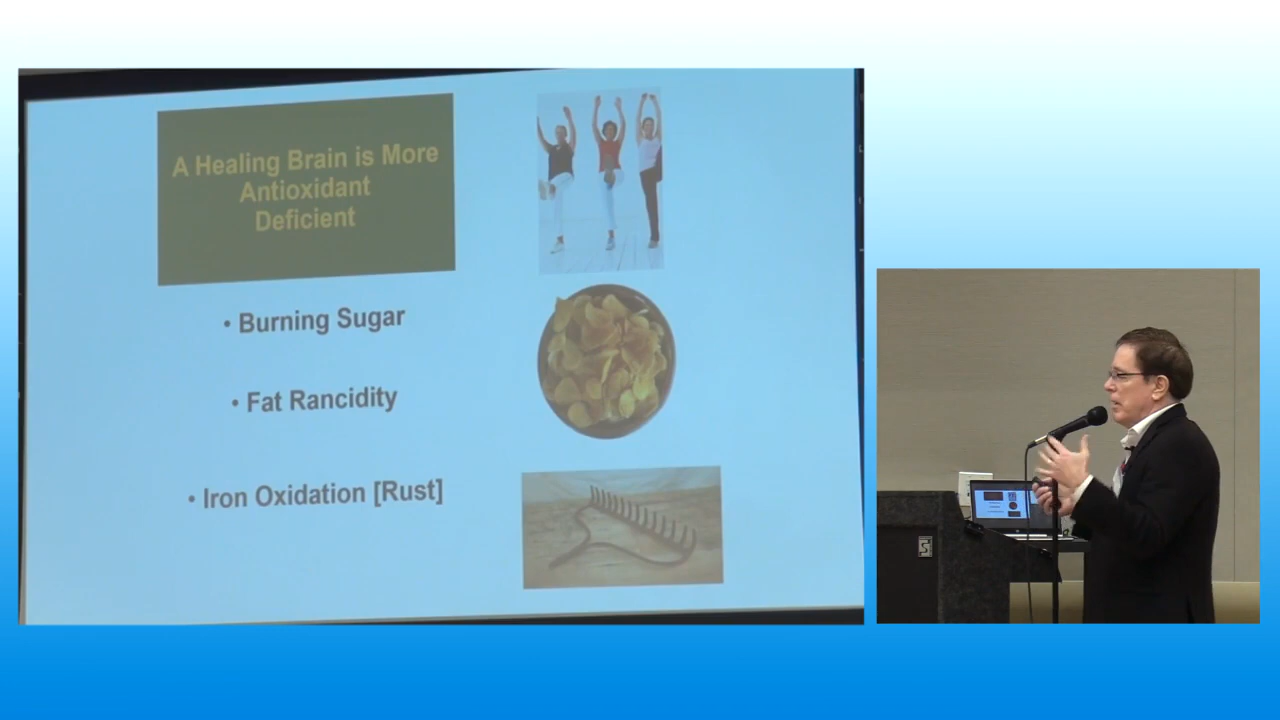 A Healing Brain is More
Antioxidant
Deficient
• Burning Sugar
• Fat Rancidity
• Iron Oxidation [Rust]